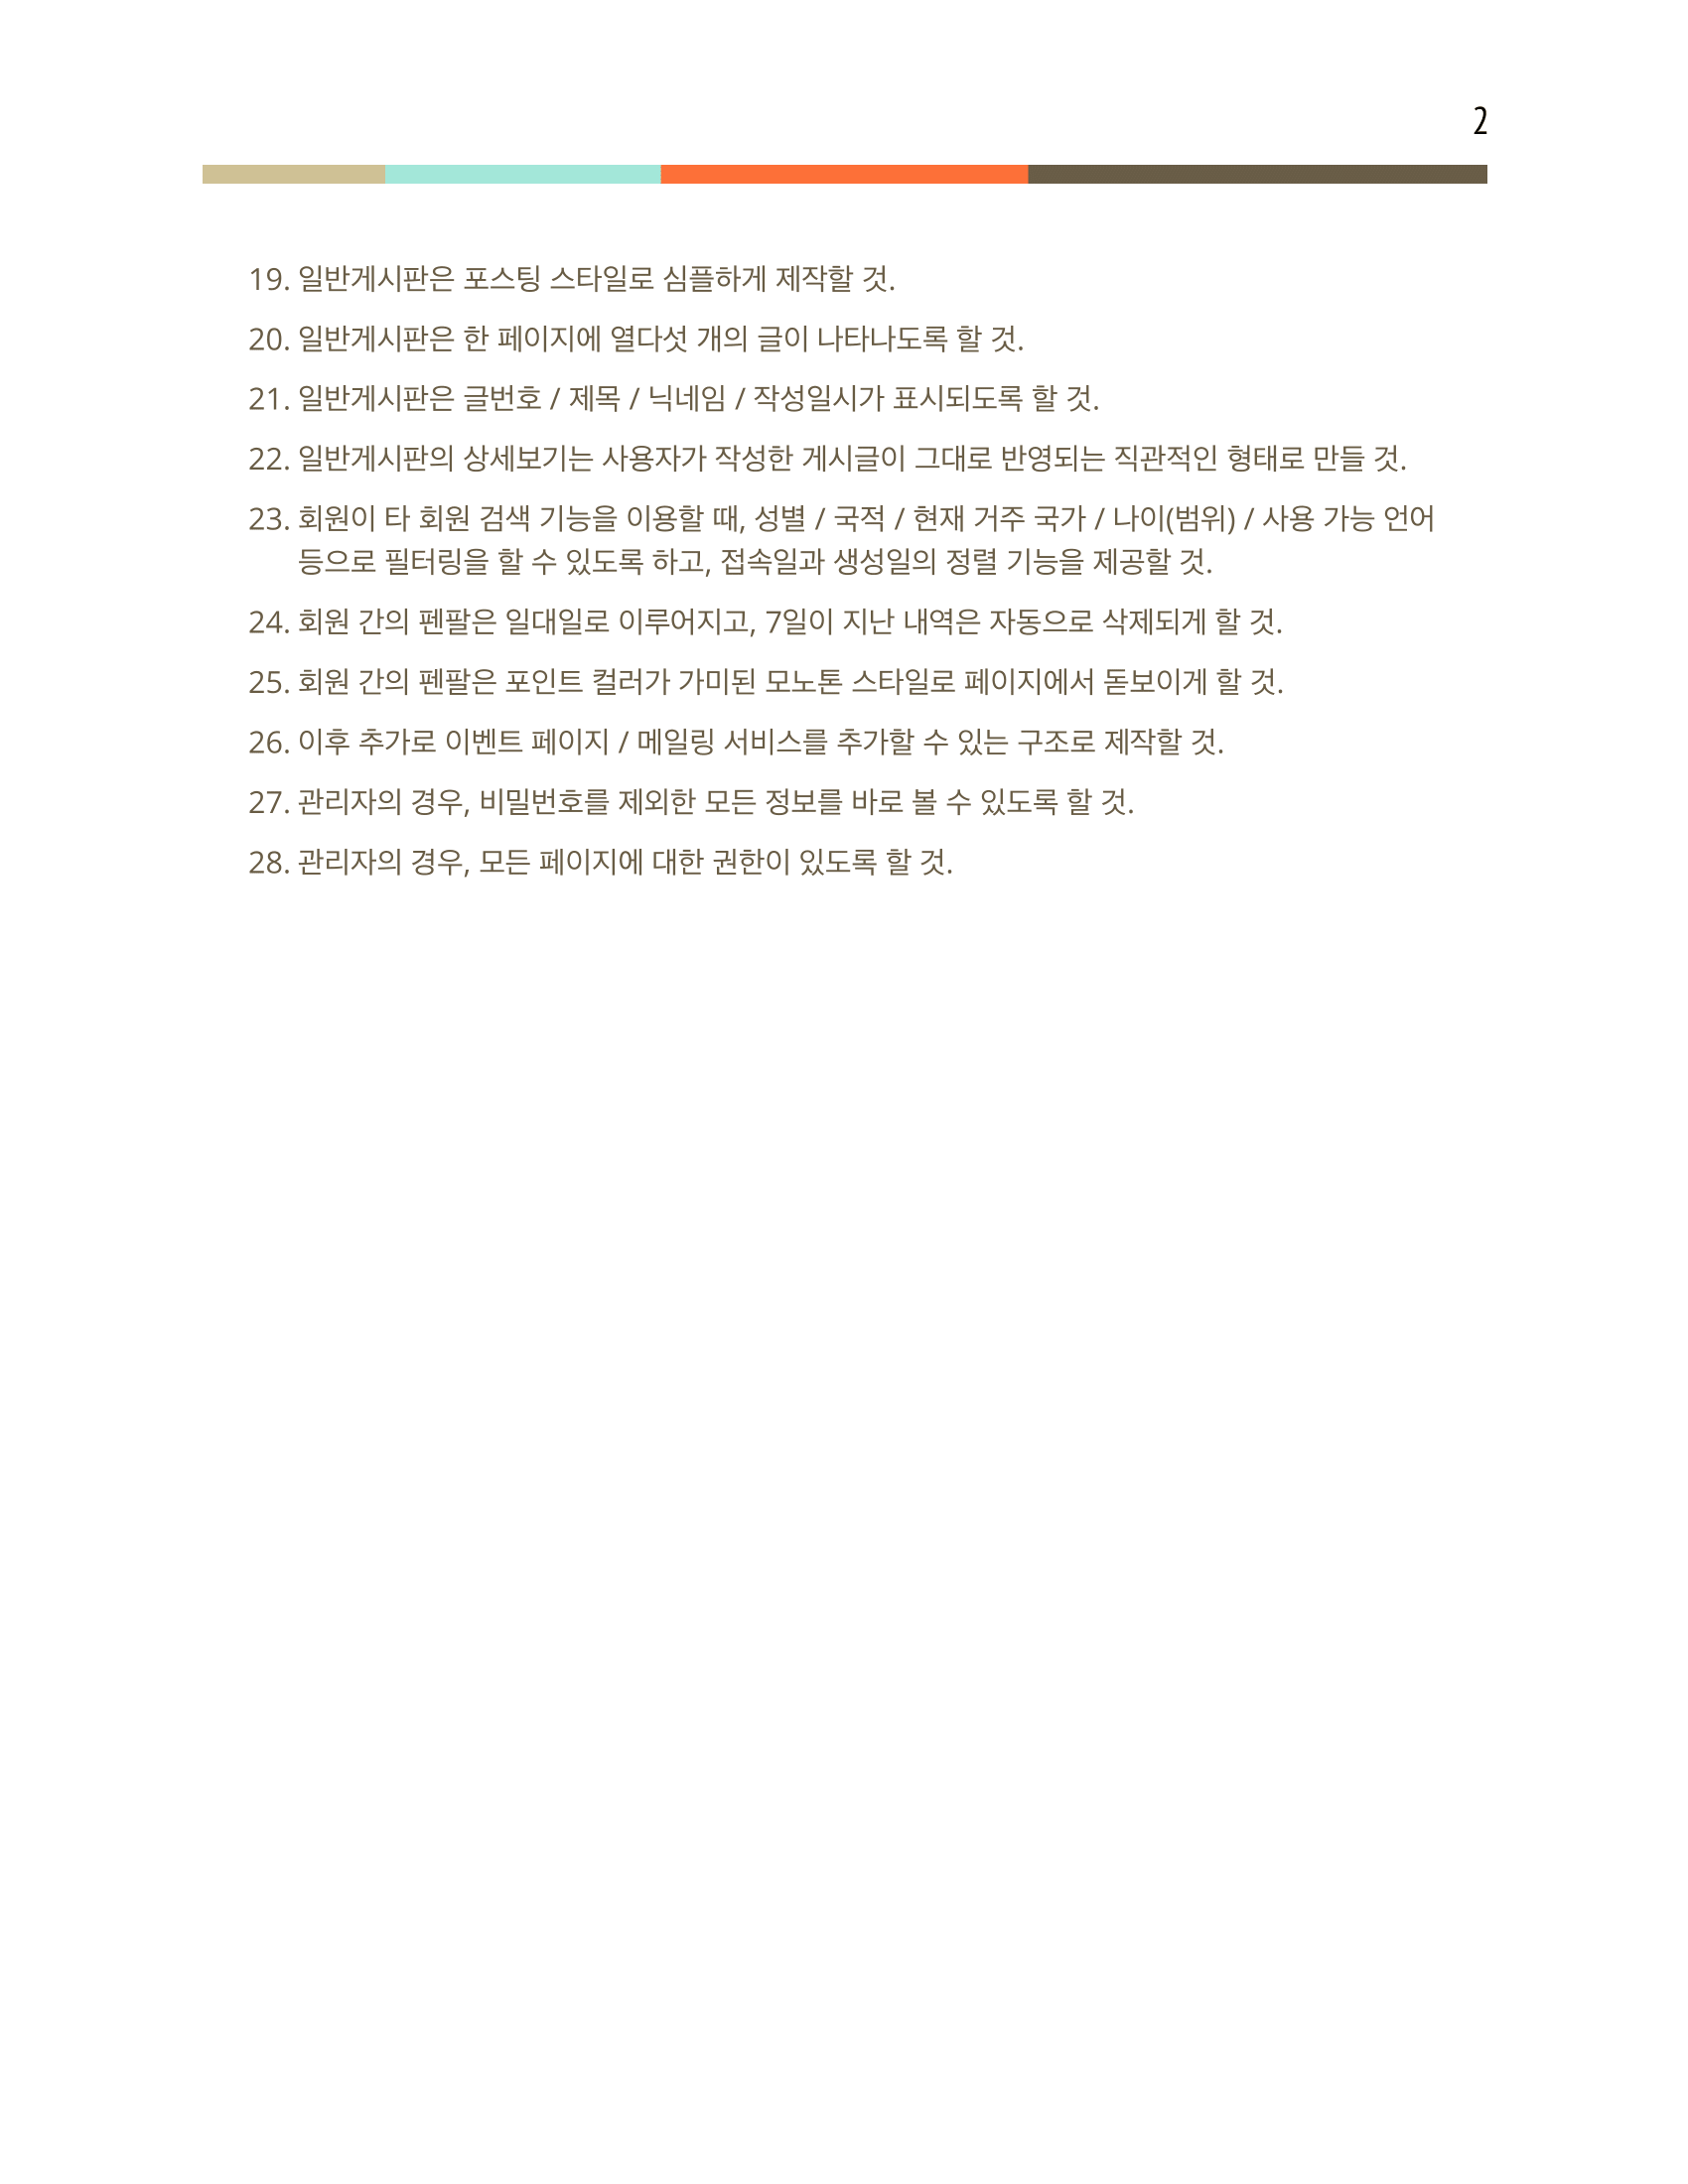 2
19. 일반게시판은 포스팅 스타일로 심플하게 제작할 것.
20. 일반게시판은 한 페이지에 열다섯 개의 글이 나타나도록 할 것.
21. 일반게시판은 글번호 / 제목 / 닉네임 / 작성일시가 표시되도록 할 것.
22. 일반게시판의 상세보기는 사용자가 작성한 게시글이 그대로 반영되는 직관적인 형태로 만들 것.
23. 회원이 타 회원 검색 기능을 이용할 때, 성별 / 국적 / 현재 거주 국가 / 나이(범위) / 사용 가능 언어
등으로 필터링을 할 수 있도록 하고, 접속일과 생성일의 정렬 기능을 제공할 것.
24. 회원 간의 펜팔은 일대일로 이루어지고, 7일이 지난 내역은 자동으로 삭제되게 할 것.
25. 회원 간의 펜팔은 포인트 컬러가 가미된 모노톤 스타일로 페이지에서 돋보이게 할 것.
26. 이후 추가로 이벤트 페이지 / 메일링 서비스를 추가할 수 있는 구조로 제작할 것.
27. 관리자의 경우, 비밀번호를 제외한 모든 정보를 바로 볼 수 있도록 할 것.
28. 관리자의 경우, 모든 페이지에 대한 권한이 있도록 할 것.